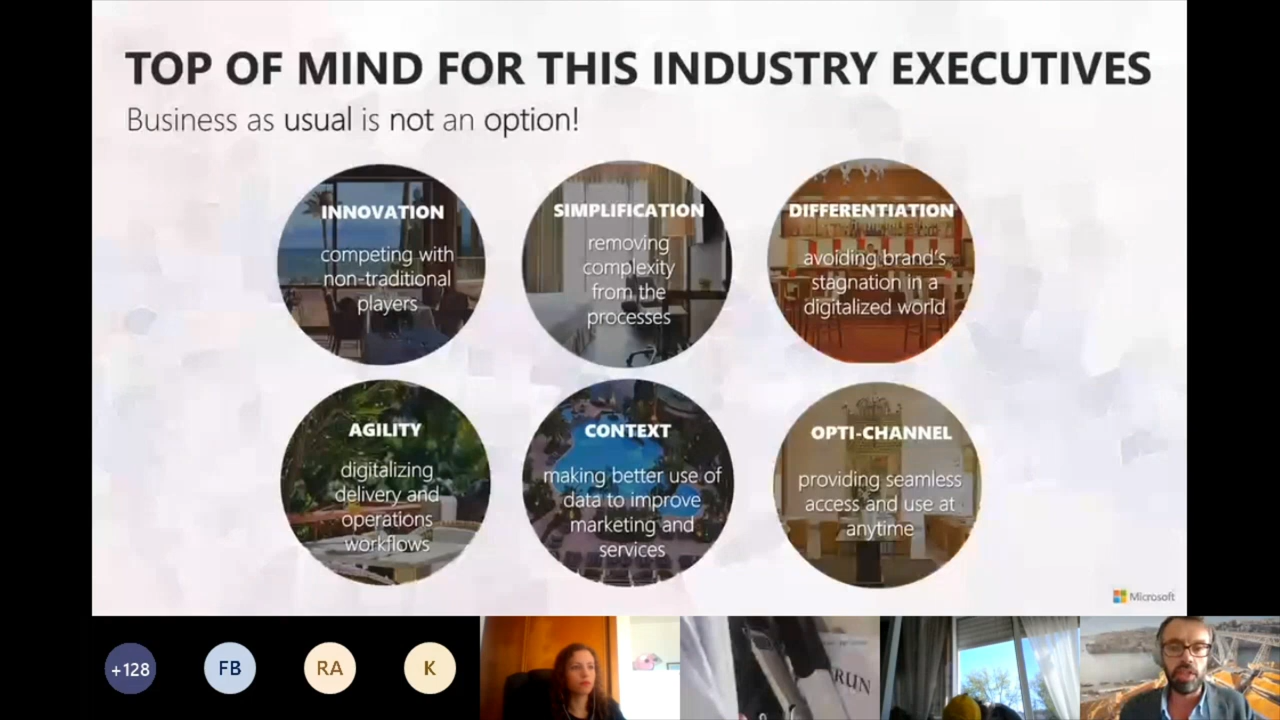 TOP OF MIND FOR THIS INDUSTRY EXECUTIVES
Business as usual is not an option!
INNOVATION
competing with
non-traditional
players
SIMPLIFICATION
removing
complexity
from the
processes
DIFFERENTIATION
avoiding brand's
stagnation in a
digitalized world
AGILITY
digitalizing
delivery and
operations
workflows
CONTEXT
making better use of
data to improve
marketing and
services
OPTI-CHANNEL
providing seamless
access and use at
anytime
Microsoft
+128
FB
RA
K